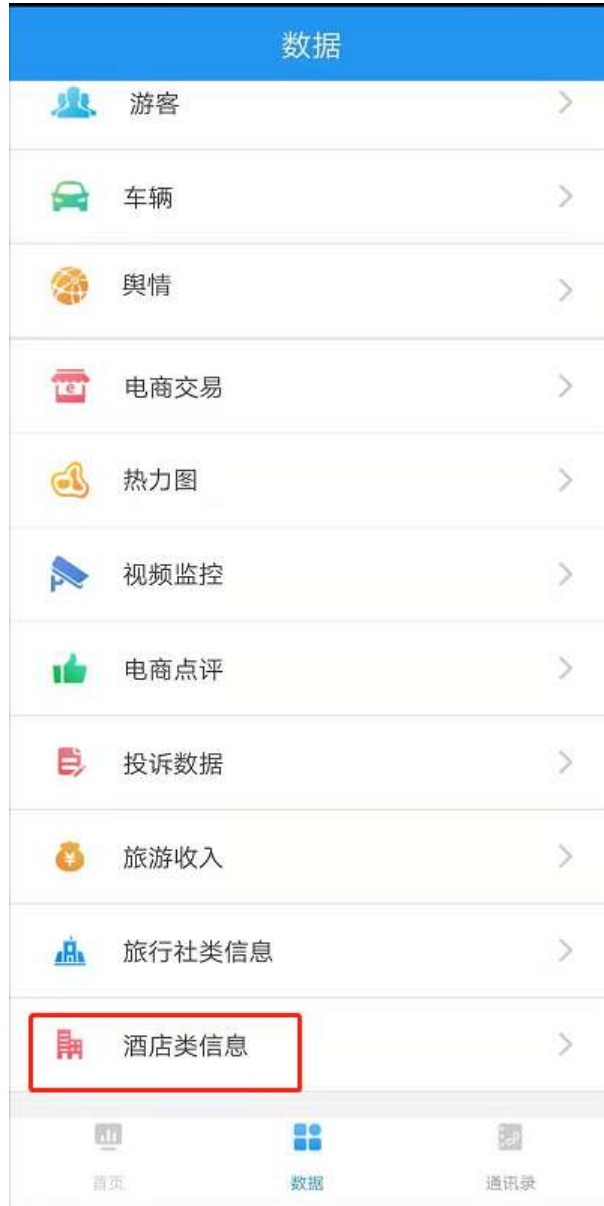 数据
游客
车辆
舆情
电商交易
热力图
视频监控
电商点评
投诉数据
旅游收入
旅行社类信息
酒店类信息
首页
数据
通讯录